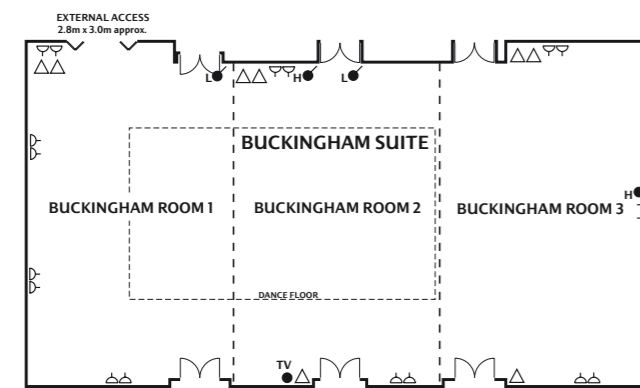 EXTERNAL ACCESS
2.8m x 3.0m approx.
L
H
L
BUCKINGHAM SUITE
H
BUCKINGHAM ROOM 1
BUCKINGHAM ROOM 2
BUCKINGHAM ROOM 3
DANCE FLOOR
TV